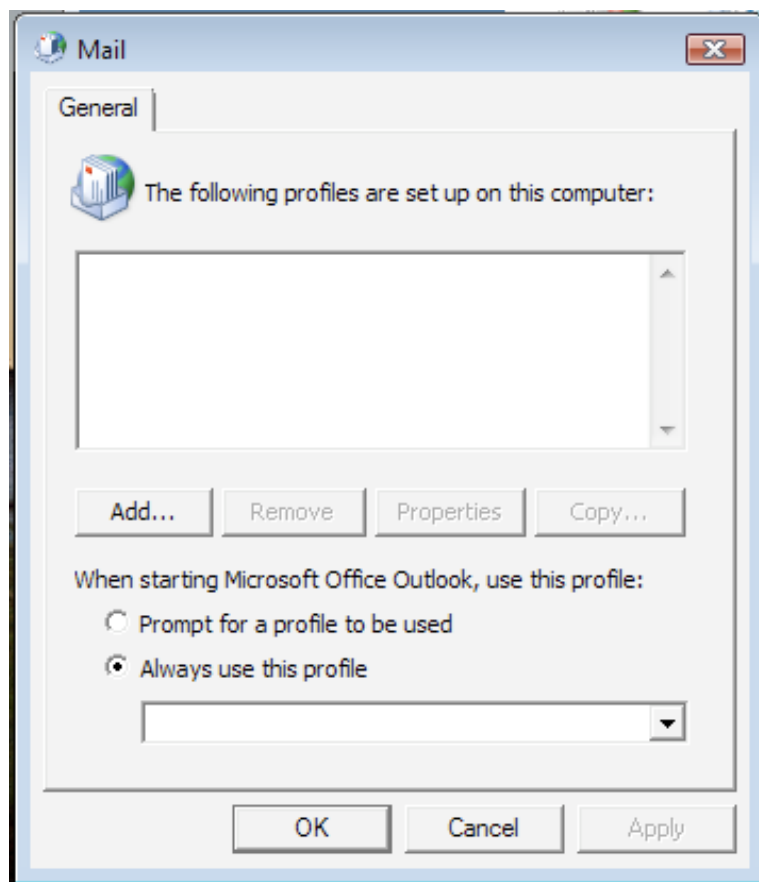 Mail
General
The following profiles are set up on this computer:
Add...
Remove
Properties
Copy...
When starting Microsoft Office Outlook, use this profile:
Prompt for a profile to be used
Always use this profile
OK
Cancel
Apply